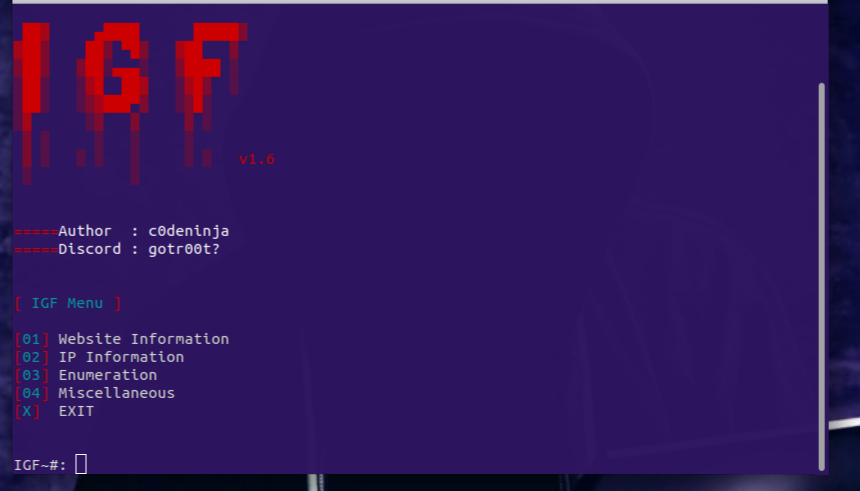 IGF
v1.6
=====Author  : c0deninja
=====Discord : gotr00t?
[ IGF Menu ]
[01] Website Information
[02] IP Information
[03] Enumeration
[04] Miscellaneous
[X]  EXIT
IGF~#: